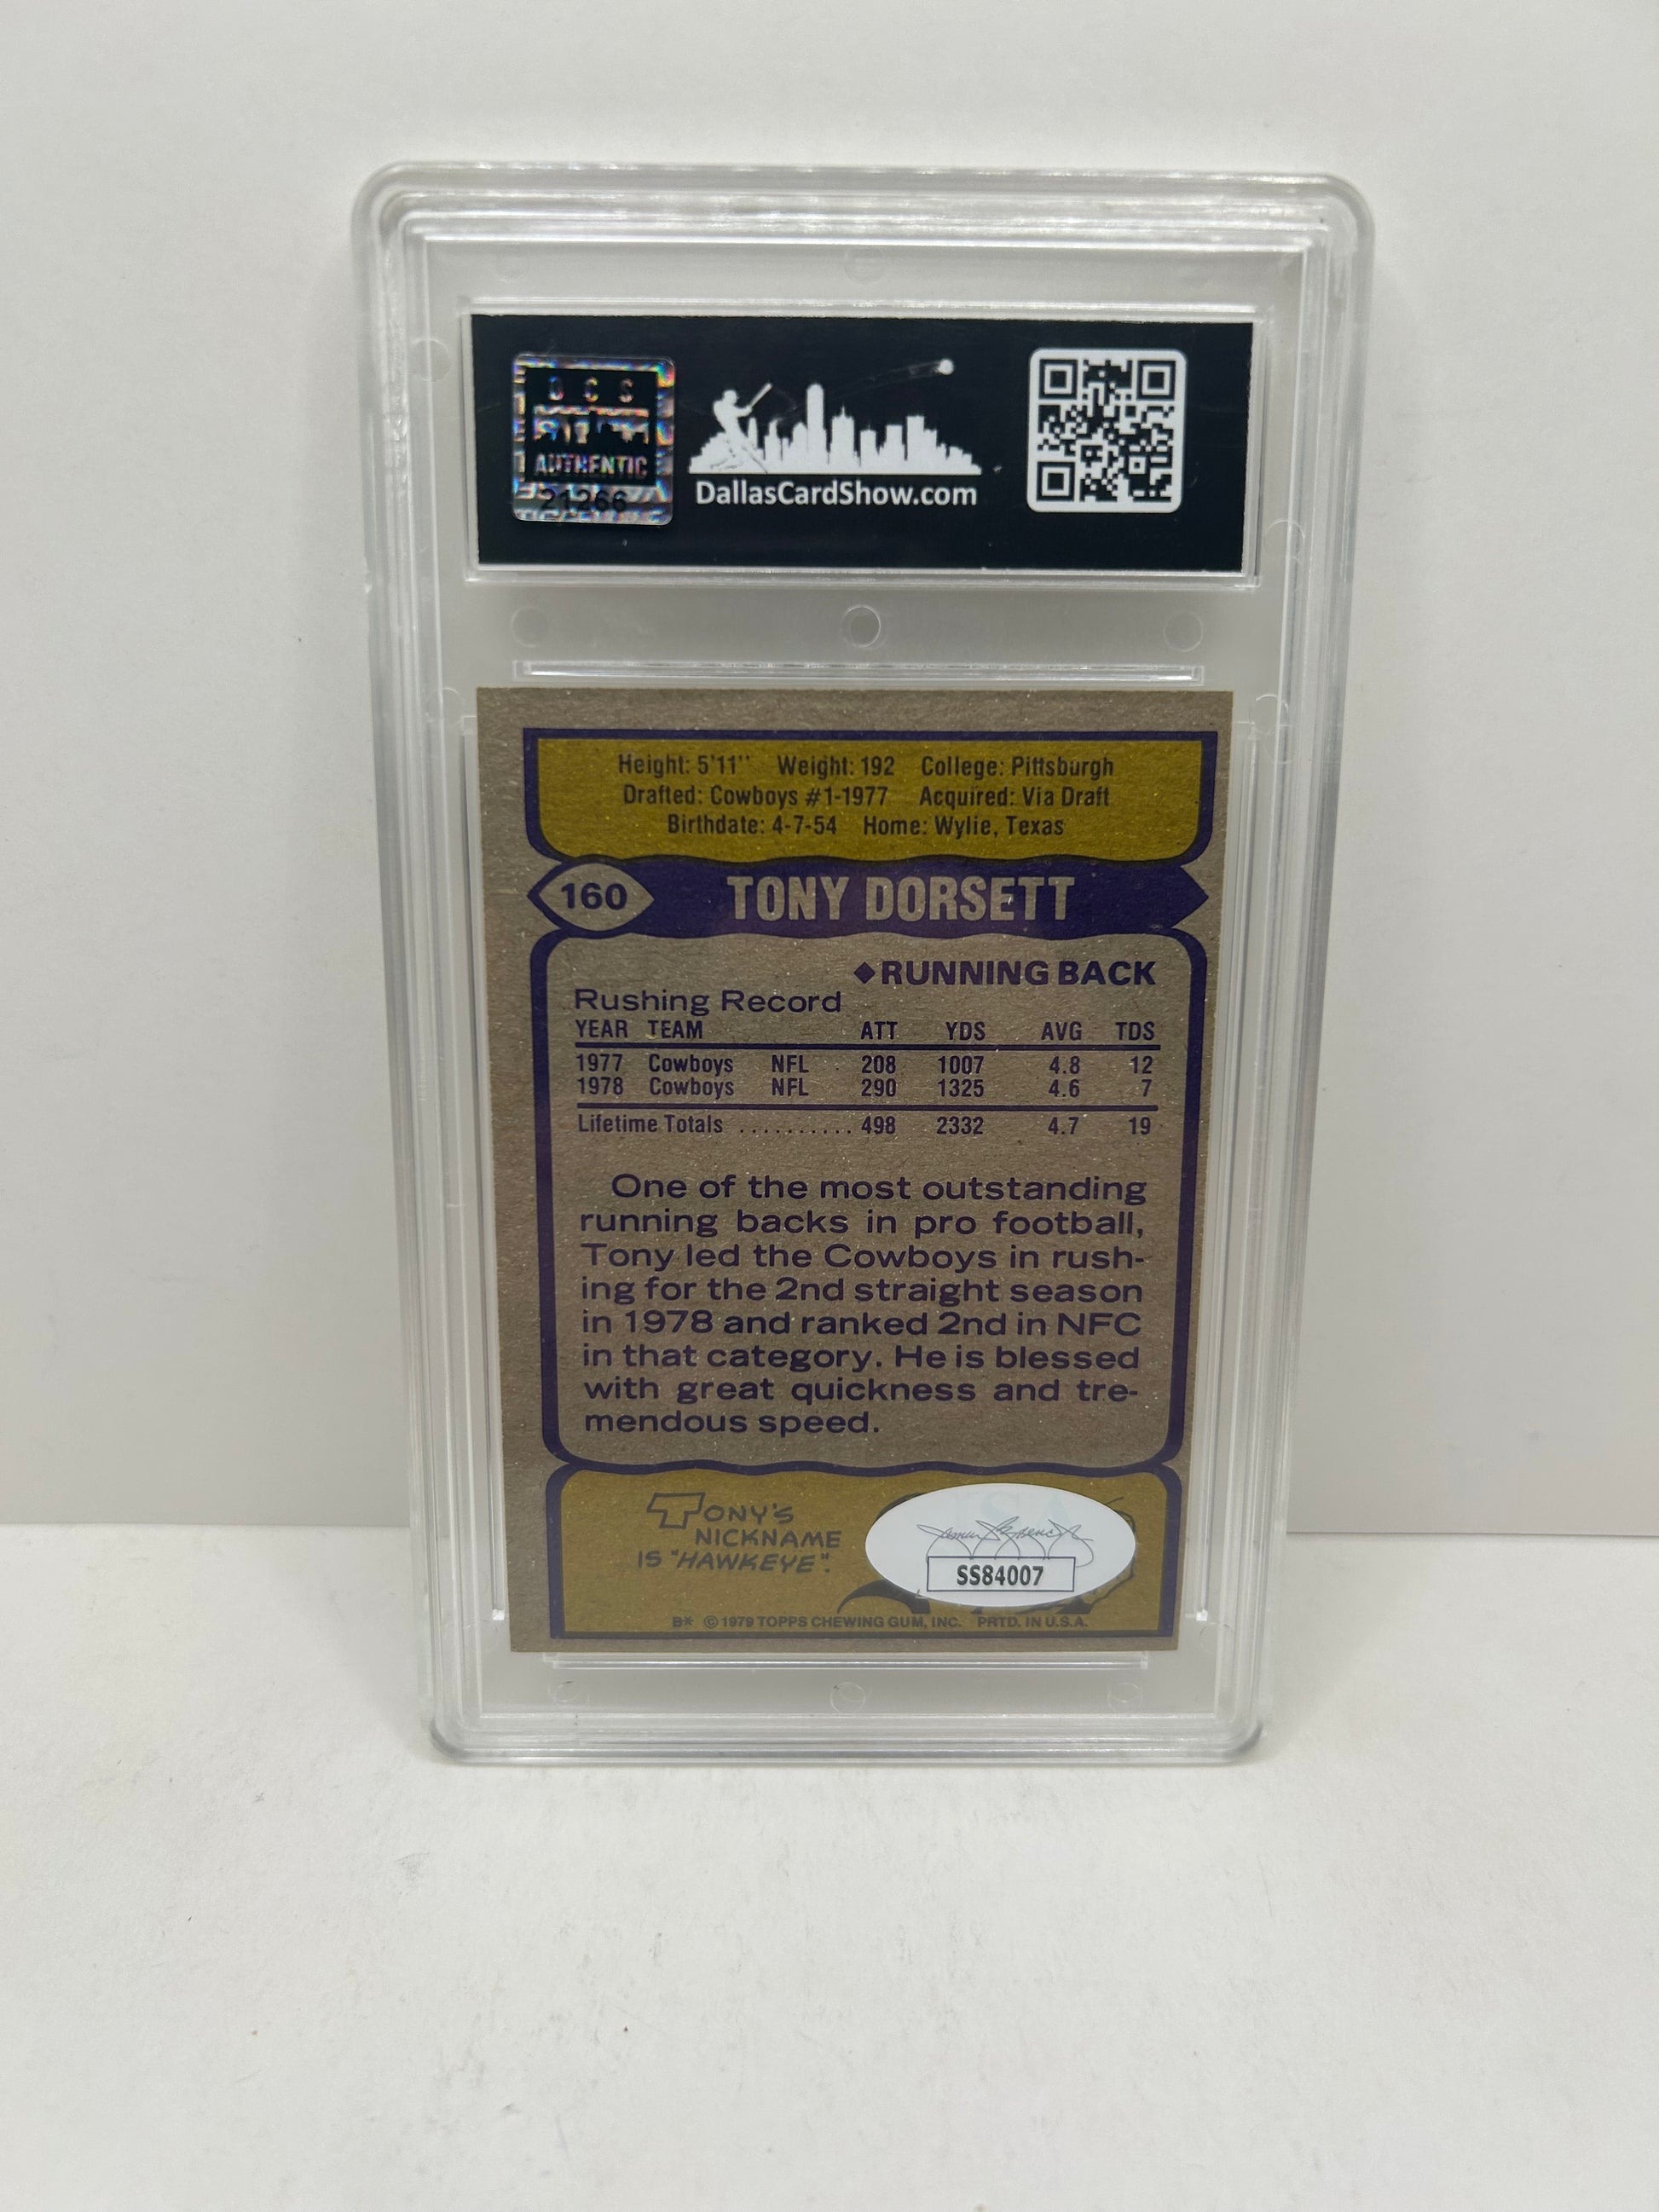 DCS
AUTHENTIC
21266
DallasCardShow.com
Height: 5'11'' Weight: 192 College: Pittsburgh
Drafted: Cowboys #1-1977 Acquired: Via Draft
Birthdate: 4-7-54 Home: Wylie, Texas
160 TONY DORSETT
◆RUNNING BACK
Rushing Record
YEAR TEAM ATT YDS AVG TDS
1977 Cowboys NFL 208 1007 4.8 12
1978 Cowboys NFL 290 1325 4.6 7
Lifetime Totals .......... 498 2332 4.7 19
One of the most outstanding
running backs in pro football,
Tony led the Cowboys in rush-
ing for the 2nd straight season
in 1978 and ranked 2nd in NFC
in that category. He is blessed
with great quickness and tre-
mendous speed.
TONY'S
NICKNAME
IS "HAWKEYE".
JSA
SS84007
B* © 1979 TOPPS CHEWING GUM, INC. PRTD. IN U.S.A.